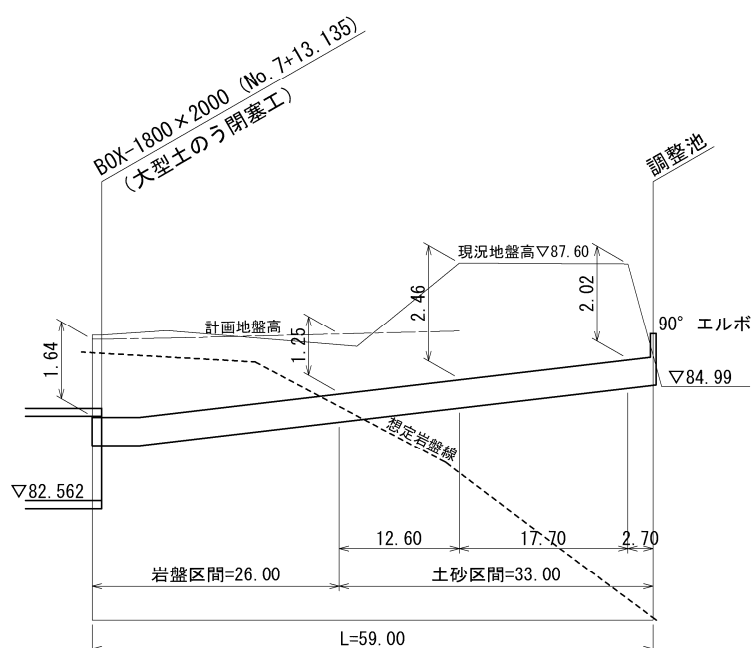 BOX-1800×2000 (No.7+13.135)
(大型土のう閉塞工)
調整池
現況地盤高▽87.60
計画地盤高
1.64
1.25
2.46
2.02
90° エルボ
▽84.99
想定岩盤線
▽82.562
12.60
17.70
2.70
岩盤区間=26.00
土砂区間=33.00
L=59.00